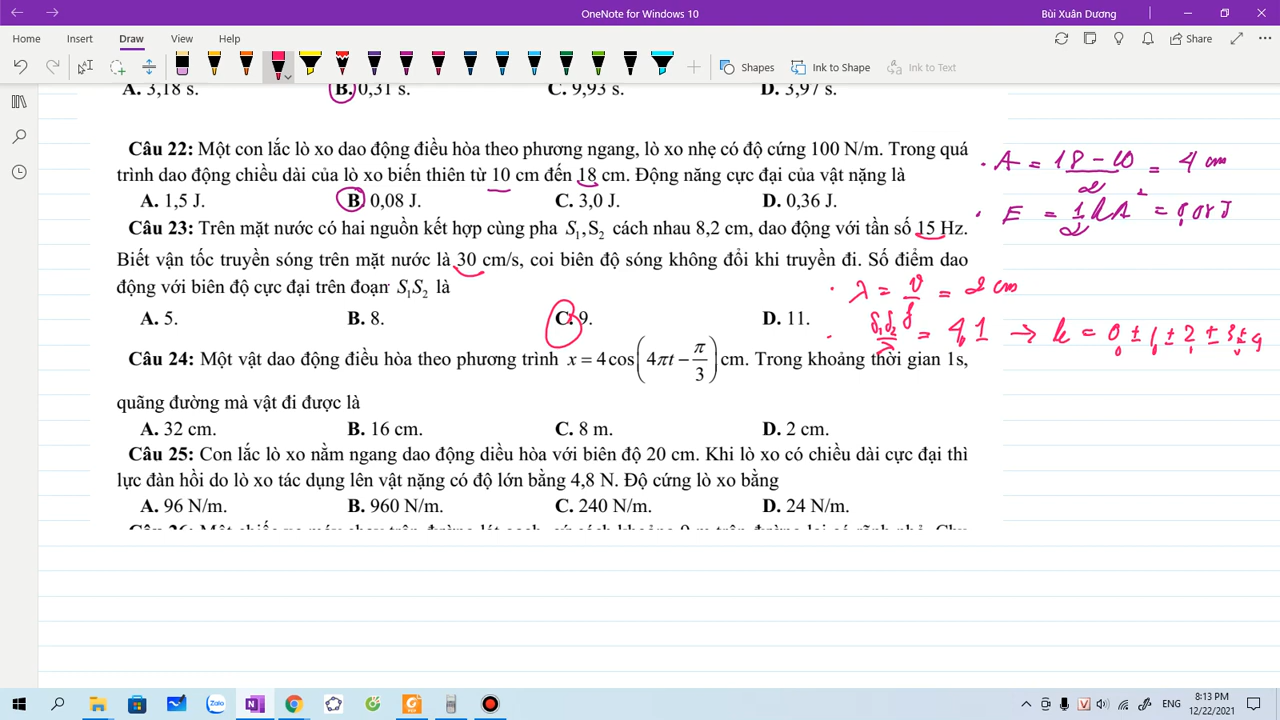 OneNote for Windows 10
Bùi Xuân Dương
Home Insert Draw View Help
Share
Shapes Ink to Shape Ink to Text
A. 3,18 s. B. 0,31 s. C. 9,93 s. D. 3,97 s.
Câu 22: Một con lắc lò xo dao động điều hòa theo phương ngang, lò xo nhẹ có độ cứng 100 N/m. Trong quá
trình dao động chiều dài của lò xo biến thiên từ 10 cm đến 18 cm. Động năng cực đại của vật nặng là
A. 1,5 J. B. 0,08 J. C. 3,0 J. D. 0,36 J.
A = (18 - 10)/2 = 4 cm
E = 1/2 kA² = 0,08 J
Câu 23: Trên mặt nước có hai nguồn kết hợp cùng pha S₁,S₂ cách nhau 8,2 cm, dao động với tần số 15 Hz.
Biết vận tốc truyền sóng trên mặt nước là 30 cm/s, coi biên độ sóng không đổi khi truyền đi. Số điểm dao
động với biên độ cực đại trên đoạn S₁S₂ là
A. 5. B. 8. C. 9. D. 11.
λ = v/f = 2 cm
S₁S₂/λ = 4,1 → k = 0 ± 1 ± 2 ± 3 ± 4
Câu 24: Một vật dao động điều hòa theo phương trình x = 4cos(4πt − π/3) cm. Trong khoảng thời gian 1s,
quãng đường mà vật đi được là
A. 32 cm. B. 16 cm. C. 8 m. D. 2 cm.
Câu 25: Con lắc lò xo nằm ngang dao động diều hòa với biên độ 20 cm. Khi lò xo có chiều dài cực đại thì
lực đàn hồi do lò xo tác dụng lên vật nặng có độ lớn bằng 4,8 N. Độ cứng lò xo bằng
A. 96 N/m. B. 960 N/m. C. 240 N/m. D. 24 N/m.
Zalo
8:13 PM
12/22/2021